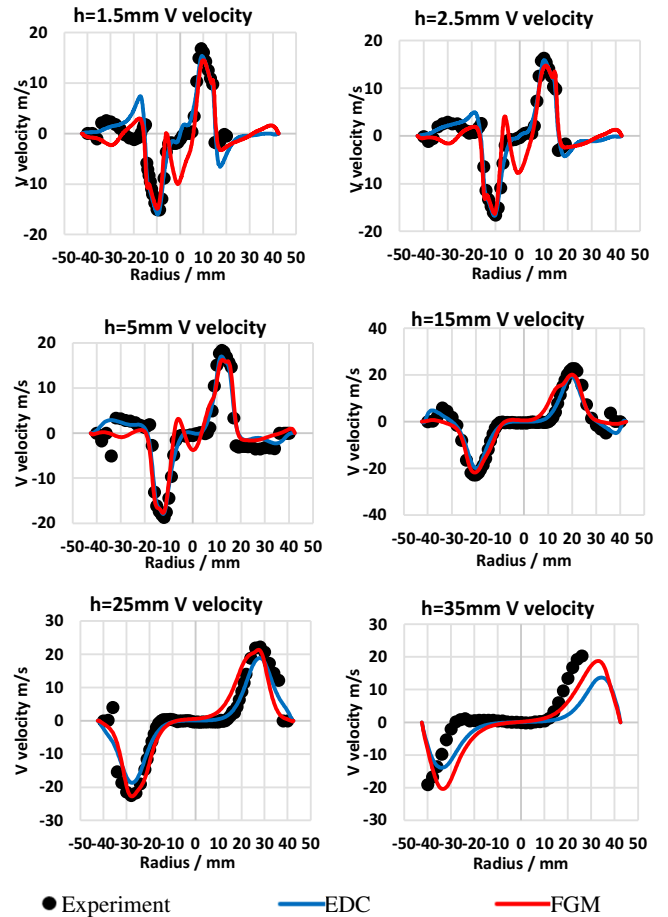 h=1.5mm V velocity
h=2.5mm V velocity
V velocity m/s
20
10
0
-10
-20
-50-40-30-20-10 0 10 20 30 40 50
Radius / mm
V velocity m/s
20
10
0
-10
-20
-50-40-30-20-10 0 10 20 30 40 50
Radius / mm
h=5mm V velocity
h=15mm V velocity
V velocity m/s
20
10
0
-10
-20
-50-40-30-20-10 0 10 20 30 40 50
Radius / mm
V velocity m/s
40
20
0
-20
-40
-50-40-30-20-10 0 10 20 30 40 50
Radius / mm
h=25mm V velocity
h=35mm V velocity
V velocity m/s
30
20
10
0
-10
-20
-30
-50-40-30-20-10 0 10 20 30 40 50
Radius / mm
V velocity m/s
30
20
10
0
-10
-20
-30
-50-40-30-20-10 0 10 20 30 40 50
Radius / mm
Experiment EDC FGM